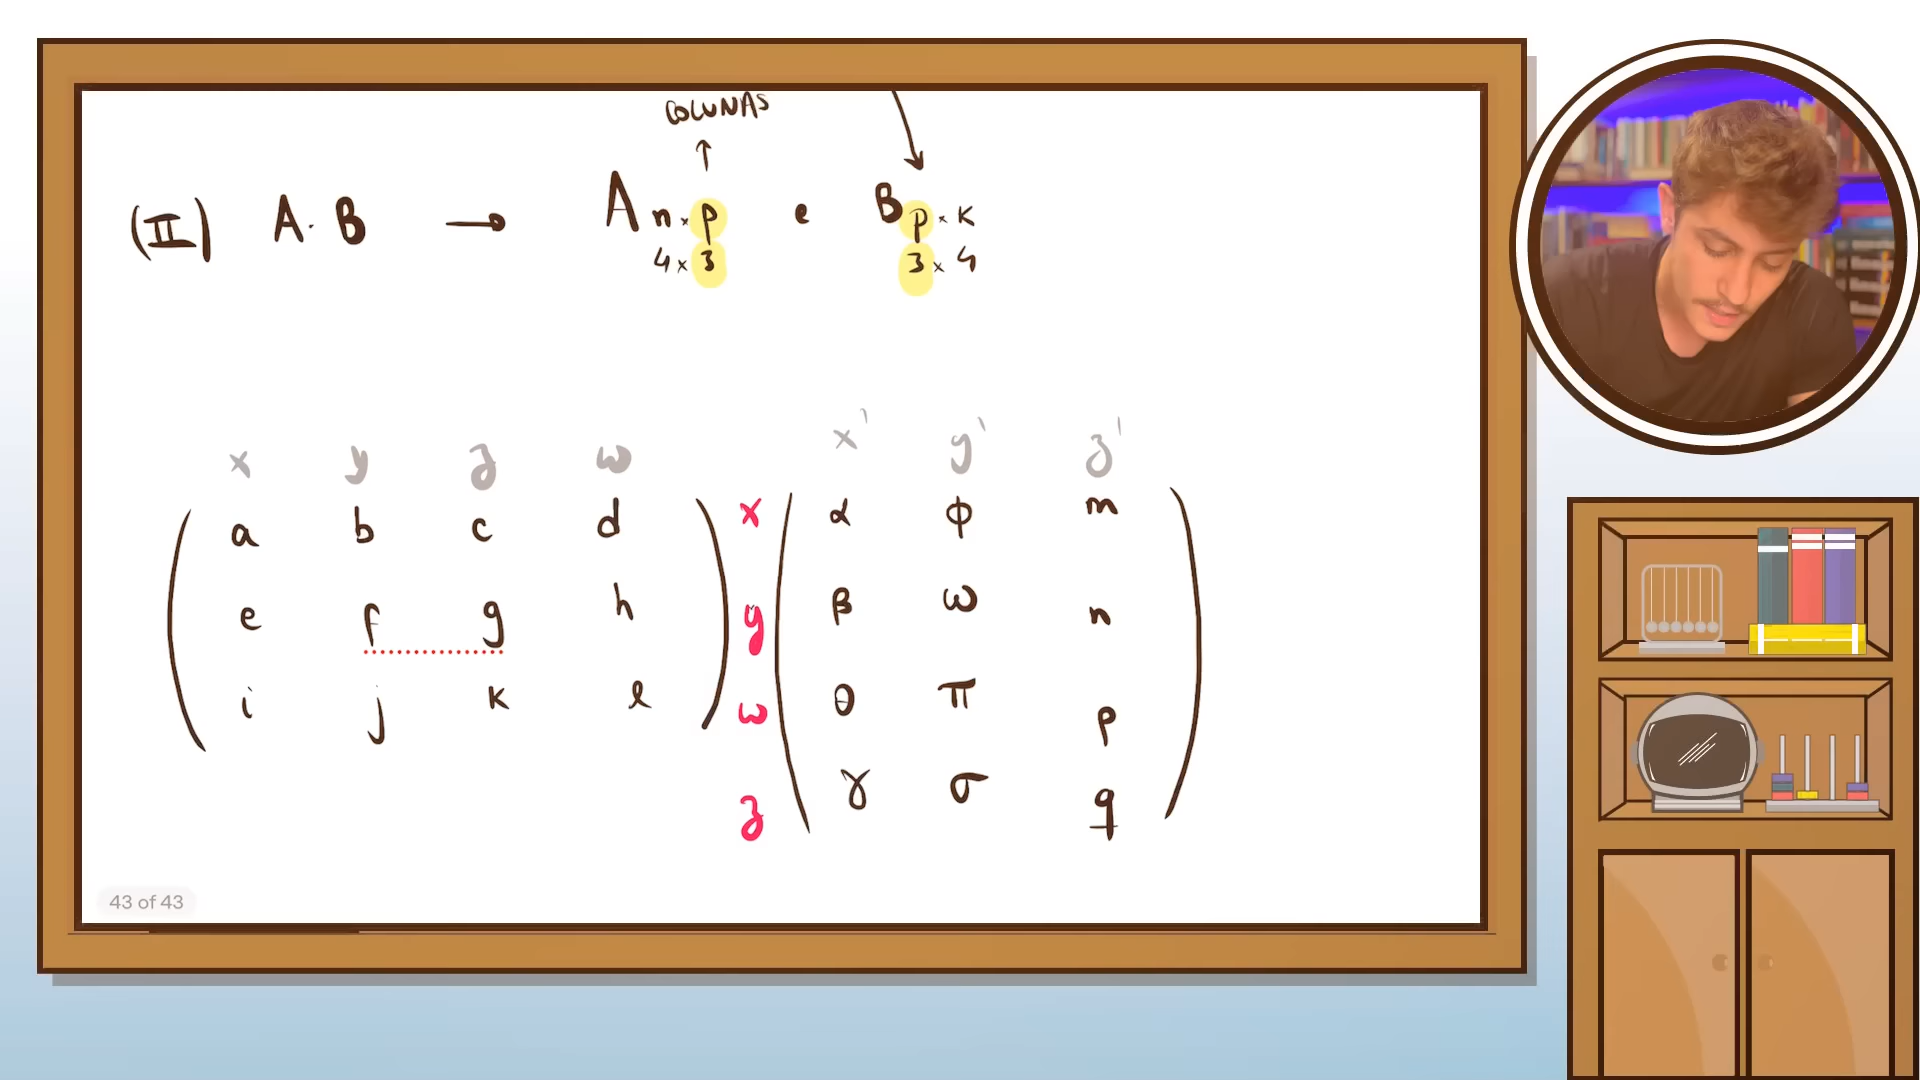 COLUNAS
↑
(II) A · B → A n × p e B p × k
4 × 3 3 × 4
x y z w x' y' z'
a b c d x α φ m
e f g h y β ω n
i j k l w θ π p
z γ σ q
43 of 43